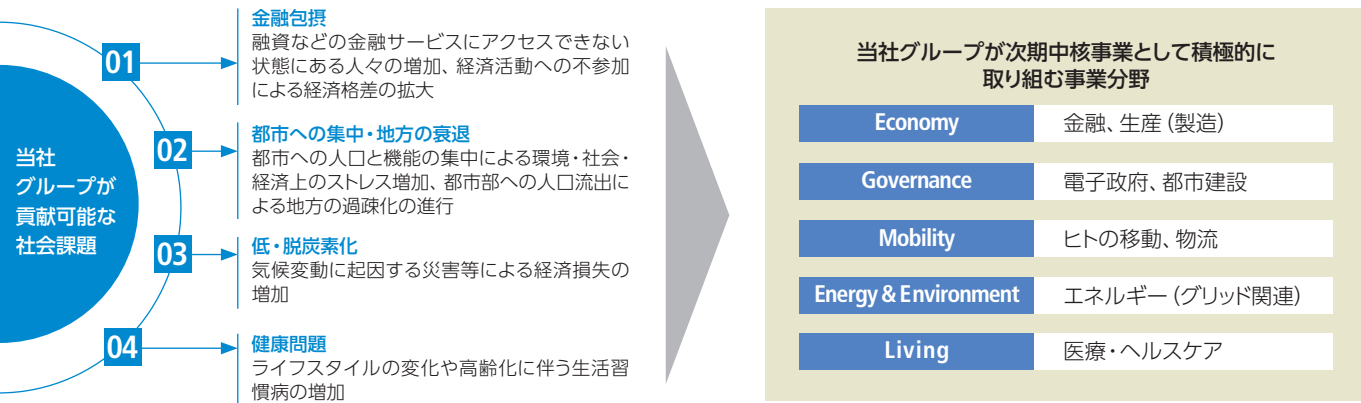 当社
グループが
貢献可能な
社会課題
01
金融包摂
融資などの金融サービスにアクセスできない
状態にある人々の増加、経済活動への不参加
による経済格差の拡大
02
都市への集中・地方の衰退
都市への人口と機能の集中による環境・社会・
経済上のストレス増加、都市部への人口流出に
よる地方の過疎化の進行
03
低・脱炭素化
気候変動に起因する災害等による経済損失の
増加
04
健康問題
ライフスタイルの変化や高齢化に伴う生活習
慣病の増加
当社グループが次期中核事業として積極的に
取り組む事業分野
Economy 金融、生産（製造）
Governance 電子政府、都市建設
Mobility ヒトの移動、物流
Energy & Environment エネルギー（グリッド関連）
Living 医療・ヘルスケア